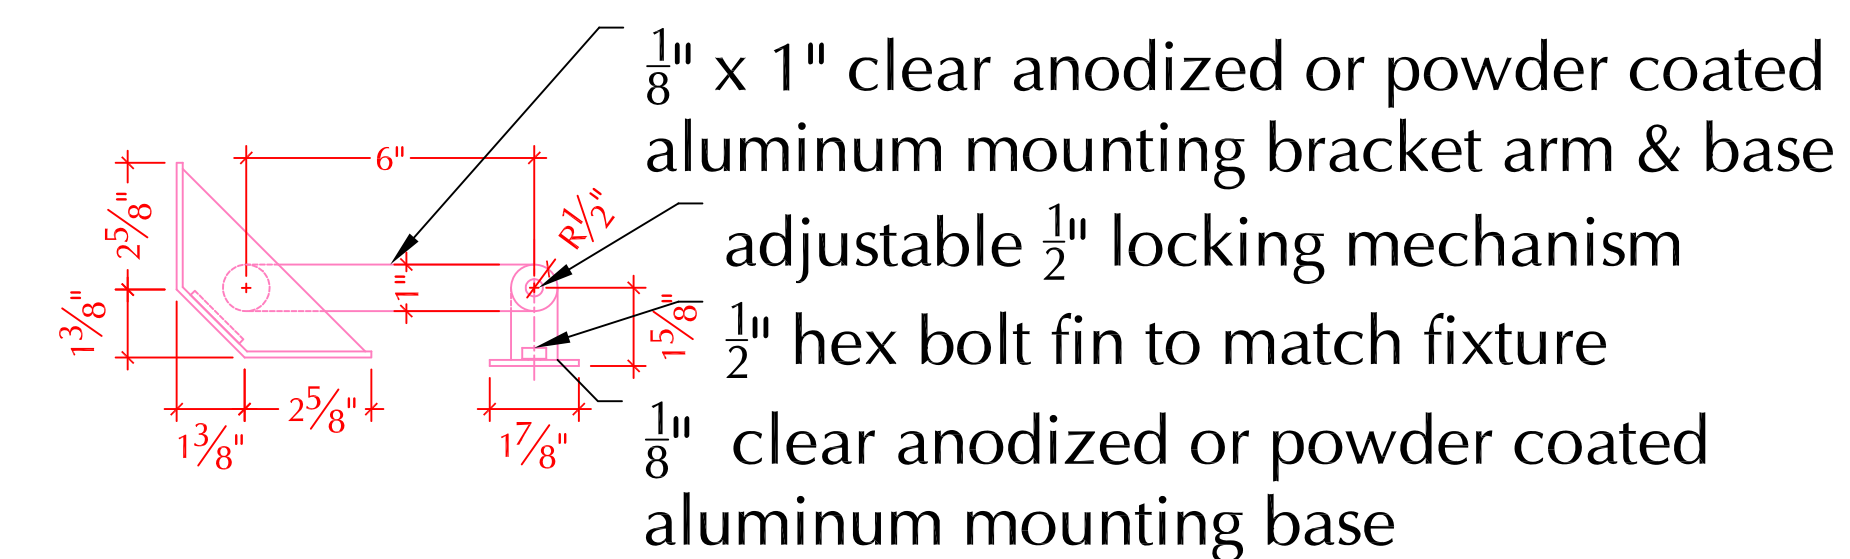 1/8" x 1" clear anodized or powder coated
aluminum mounting bracket arm & base
6"
2 5/8"
R1/2"
adjustable 1/2" locking mechanism
1"
1 3/8"
1 5/8"
1/2" hex bolt fin to match fixture
2 5/8"
1 3/8"
1 7/8"
1/8" clear anodized or powder coated
aluminum mounting base